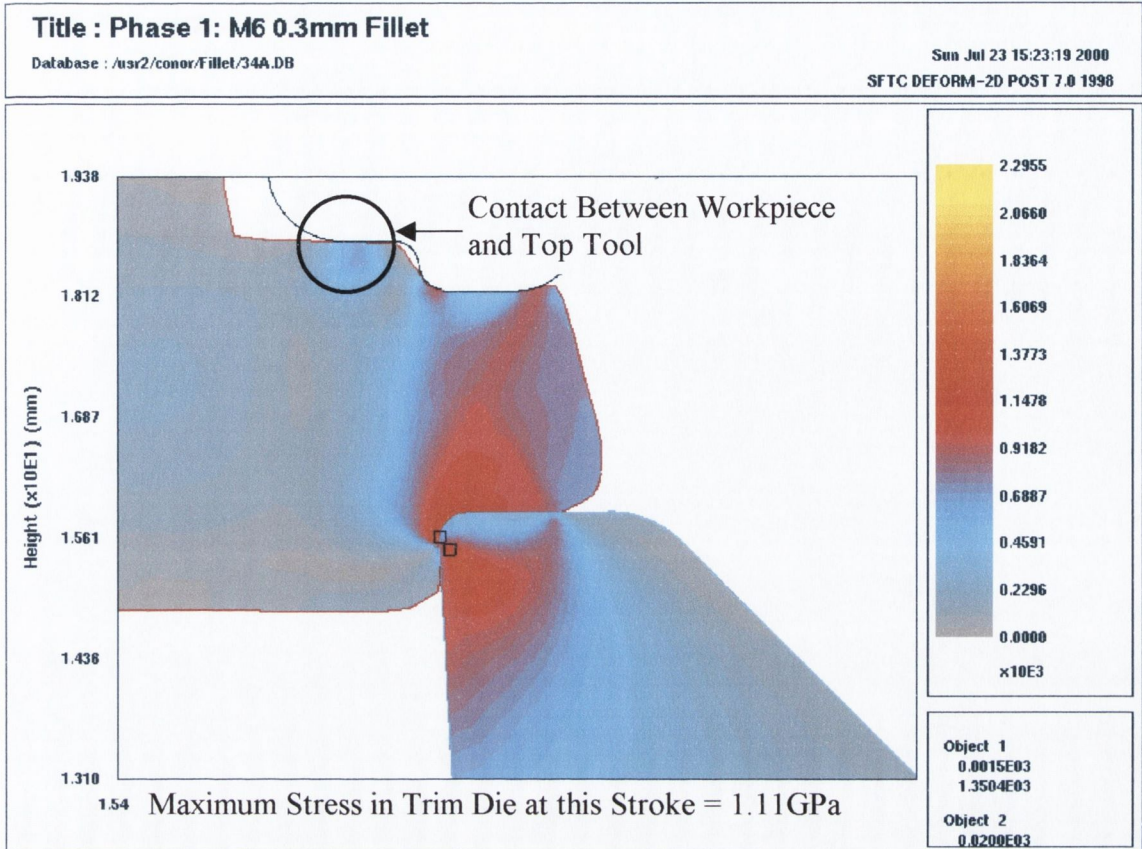 Title : Phase 1: M6 0.3mm Fillet
Database : /usr2/conor/Fillet/34A.DB
Sun Jul 23 15:23:19 2000
SFTC DEFORM-2D POST 7.0 1998
1.938
1.812
1.687
1.561
1.436
1.310
Height (x10E1) (mm)
Contact Between Workpiece
and Top Tool
2.2955
2.0660
1.8364
1.6069
1.3773
1.1478
0.9182
0.6887
0.4591
0.2296
0.0000
x10E3
Object 1
0.0015E03
1.3504E03
Object 2
0.0200E03
1.54
Maximum Stress in Trim Die at this Stroke = 1.11GPa